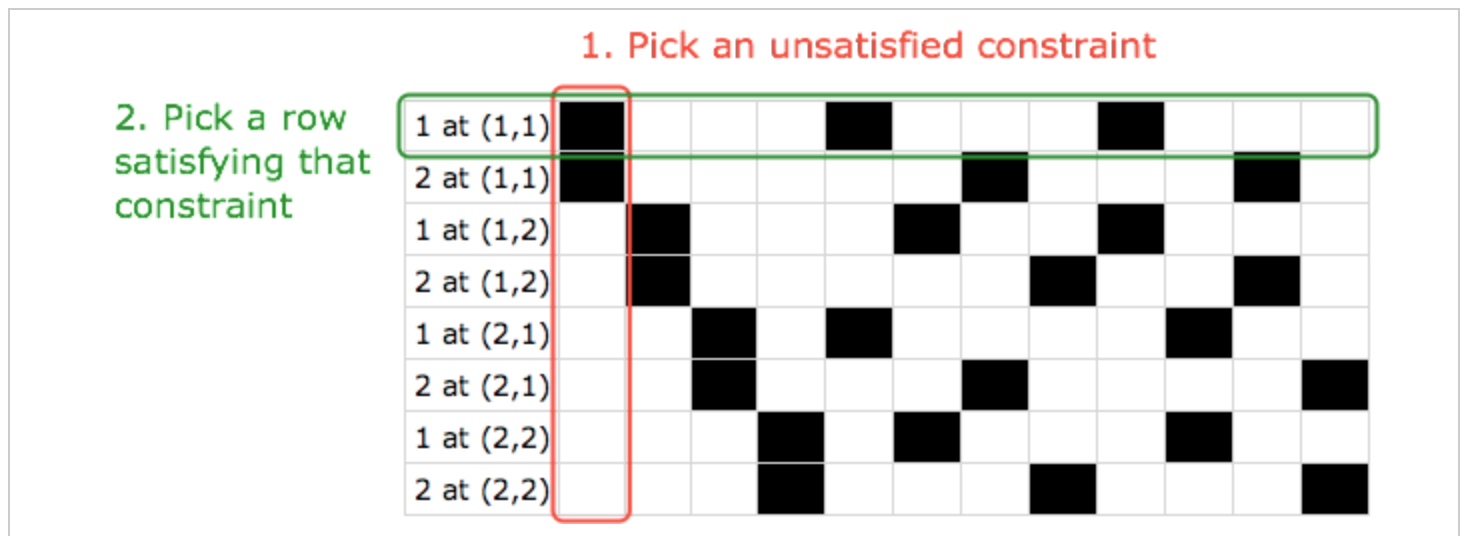 1. Pick an unsatisfied constraint
2. Pick a row
satisfying that
constraint
1 at (1,1)
2 at (1,1)
1 at (1,2)
2 at (1,2)
1 at (2,1)
2 at (2,1)
1 at (2,2)
2 at (2,2)